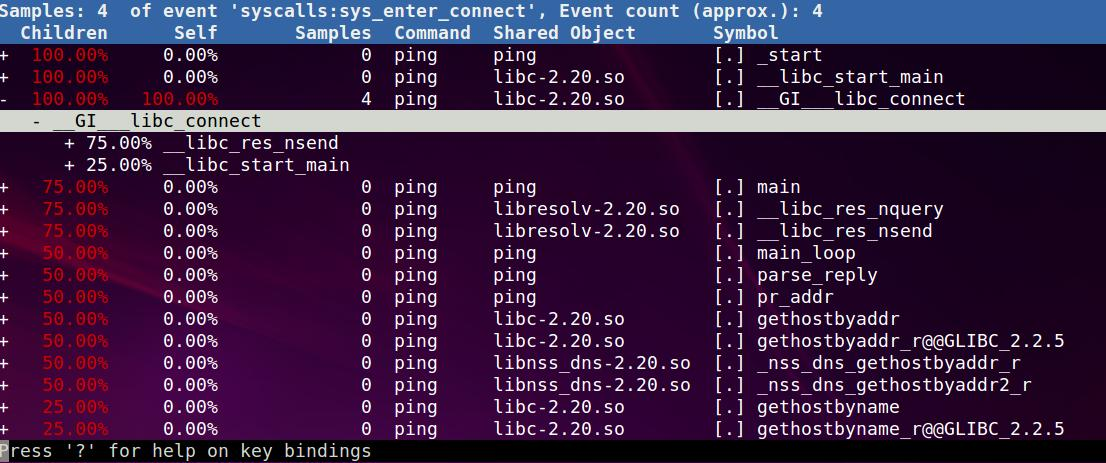 Samples: 4  of event 'syscalls:sys_enter_connect', Event count (approx.): 4
  Children      Self       Samples  Command  Shared Object       Symbol
+  100.00%     0.00%             0  ping     ping                [.] _start
+  100.00%     0.00%             0  ping     libc-2.20.so        [.] __libc_start_main
-  100.00%   100.00%             4  ping     libc-2.20.so        [.] __GI___libc_connect
   - __GI___libc_connect
      + 75.00% __libc_res_nsend
      + 25.00% __libc_start_main
+   75.00%     0.00%             0  ping     ping                [.] main
+   75.00%     0.00%             0  ping     libresolv-2.20.so   [.] __libc_res_nquery
+   75.00%     0.00%             0  ping     libresolv-2.20.so   [.] __libc_res_nsend
+   50.00%     0.00%             0  ping     ping                [.] main_loop
+   50.00%     0.00%             0  ping     ping                [.] parse_reply
+   50.00%     0.00%             0  ping     ping                [.] pr_addr
+   50.00%     0.00%             0  ping     libc-2.20.so        [.] gethostbyaddr
+   50.00%     0.00%             0  ping     libc-2.20.so        [.] gethostbyaddr_r@@GLIBC_2.2.5
+   50.00%     0.00%             0  ping     libnss_dns-2.20.so  [.] _nss_dns_gethostbyaddr_r
+   50.00%     0.00%             0  ping     libnss_dns-2.20.so  [.] _nss_dns_gethostbyaddr2_r
+   25.00%     0.00%             0  ping     libc-2.20.so        [.] gethostbyname
+   25.00%     0.00%             0  ping     libc-2.20.so        [.] gethostbyname_r@@GLIBC_2.2.5
Press '?' for help on key bindings